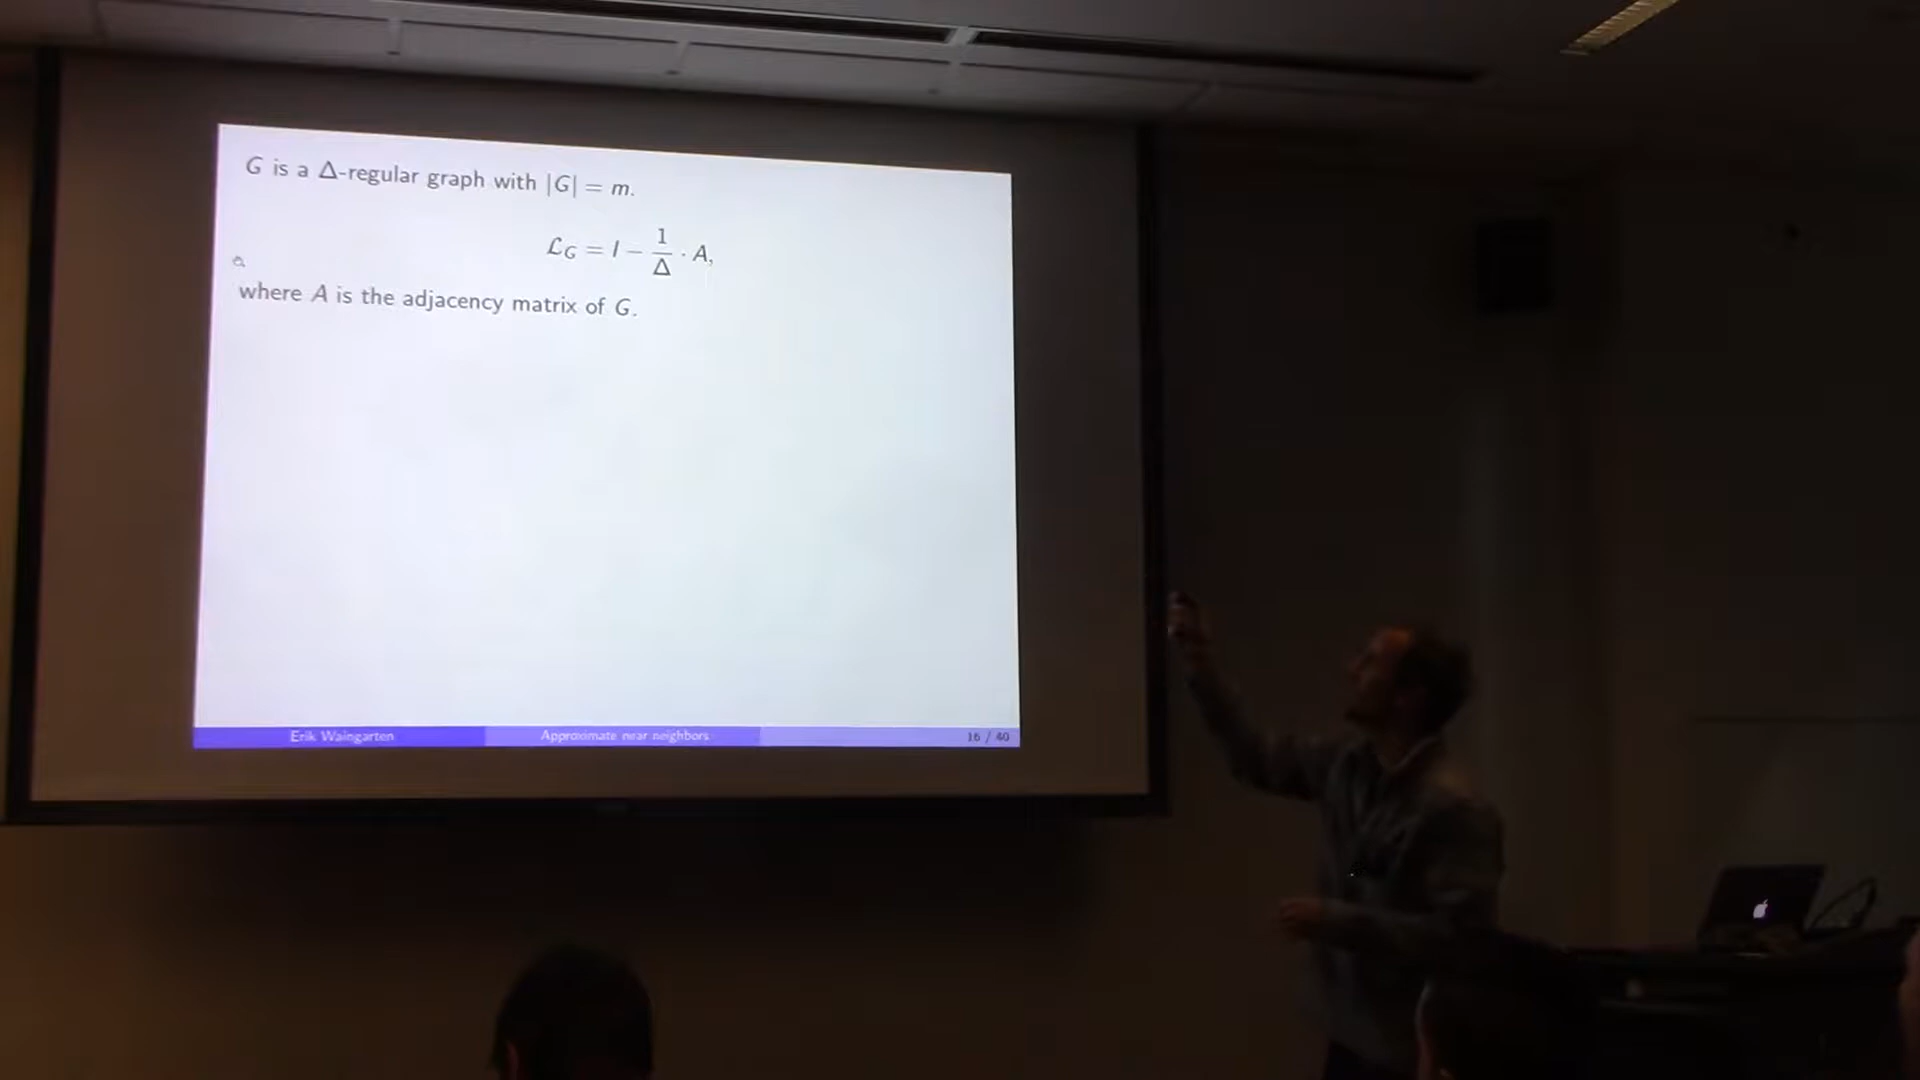 G is a Δ-regular graph with |G| = m.
ℒ_G = I − 1/Δ · A,
where A is the adjacency matrix of G.
Erik Waingarten Approximate near neighbors 16 / 40